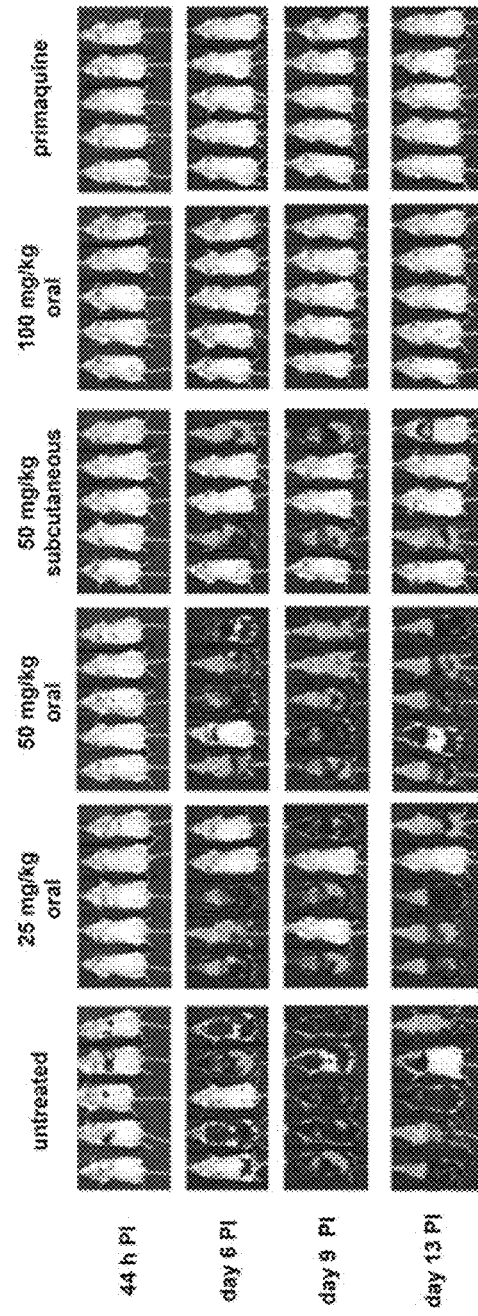 untreated
25 mg/kg
oral
50 mg/kg
oral
50 mg/kg
subcutaneous
100 mg/kg
oral
primaquine
44 h PI
day 6 PI
day 9 PI
day 13 PI